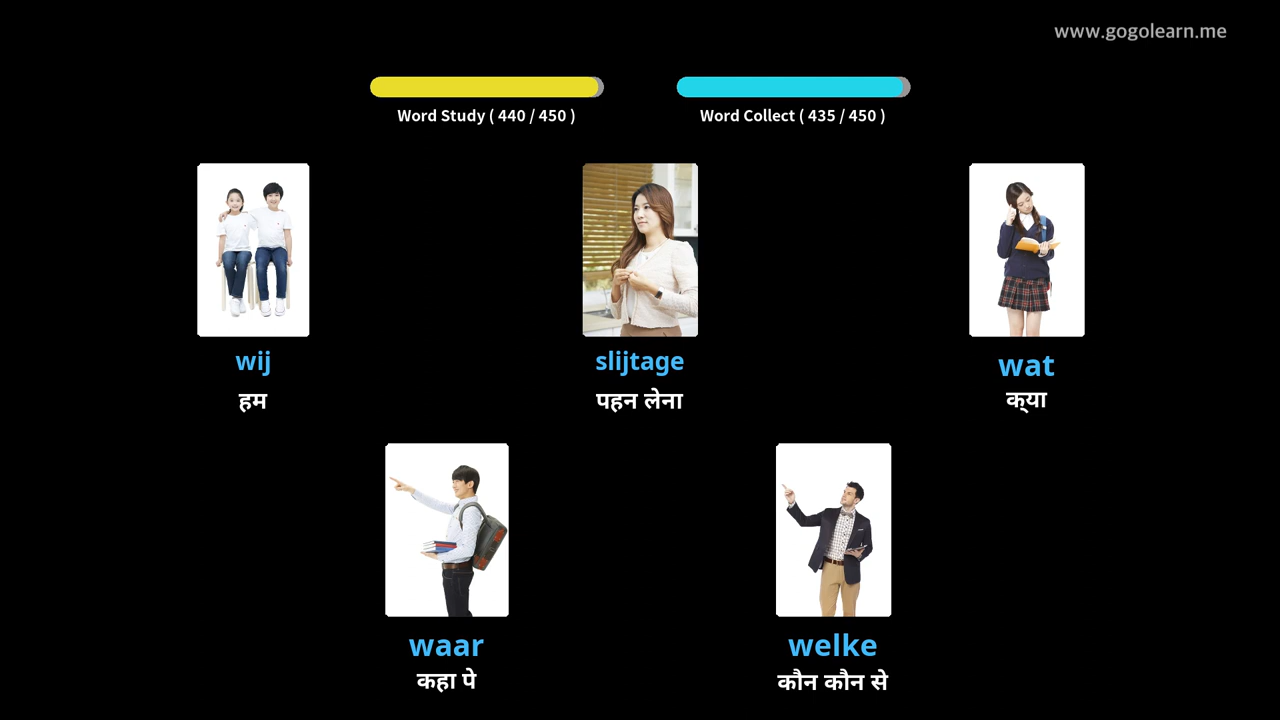 www.gogolearn.me
Word Study ( 440 / 450 )
Word Collect ( 435 / 450 )
wij
हम
slijtage
पहन लेना
wat
क्या
waar
कहा पे
welke
कौन कौन से